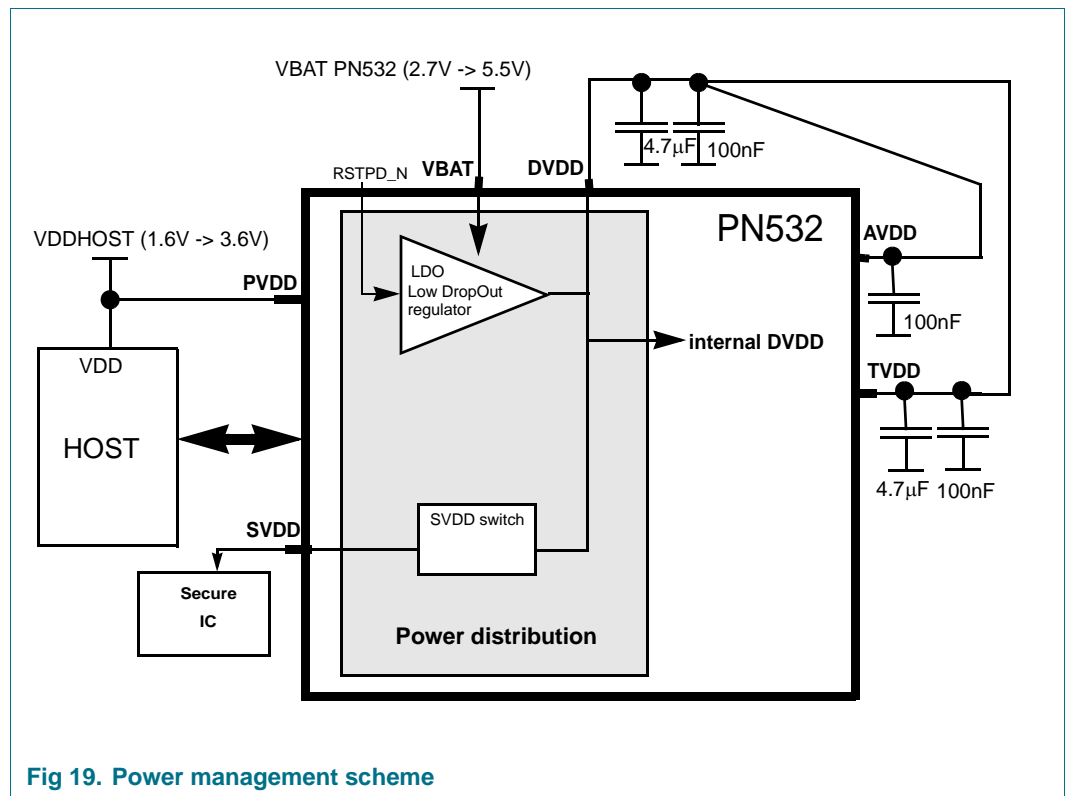 VBAT PN532 (2.7V -> 5.5V)
4.7μF
100nF
RSTPD_N
VBAT
DVDD
PN532
AVDD
VDDHOST (1.6V -> 3.6V)
PVDD
LDO
Low DropOut
regulator
100nF
internal DVDD
VDD
TVDD
HOST
4.7μF
100nF
SVDD
SVDD switch
Secure
IC
Power distribution
Fig 19. Power management scheme